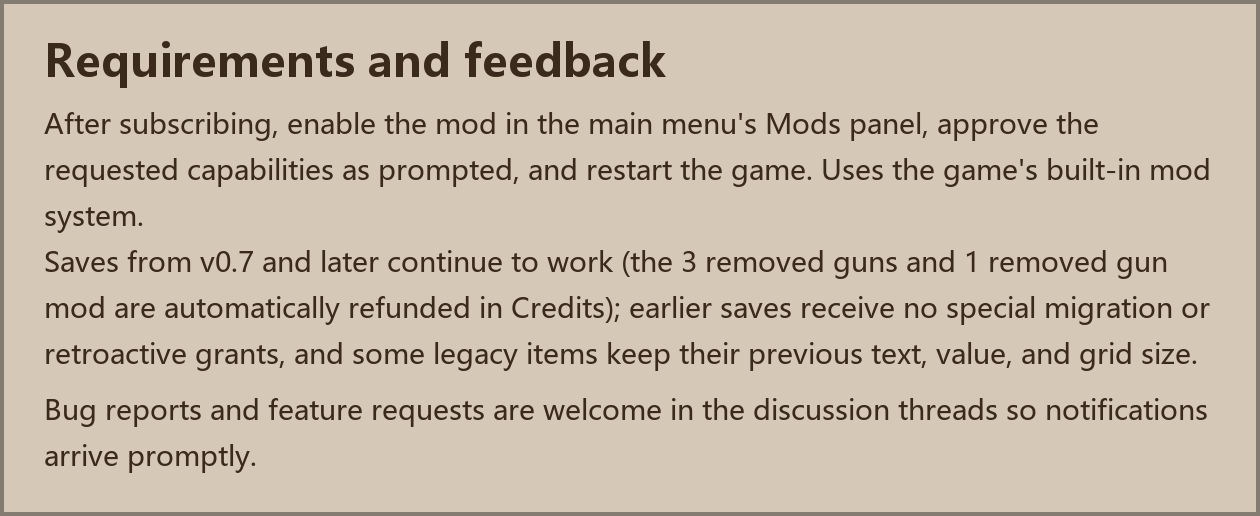 Requirements and feedback
After subscribing, enable the mod in the main menu's Mods panel, approve the
requested capabilities as prompted, and restart the game. Uses the game's built-in mod
system.
Saves from v0.7 and later continue to work (the 3 removed guns and 1 removed gun
mod are automatically refunded in Credits); earlier saves receive no special migration or
retroactive grants, and some legacy items keep their previous text, value, and grid size.
Bug reports and feature requests are welcome in the discussion threads so notifications
arrive promptly.